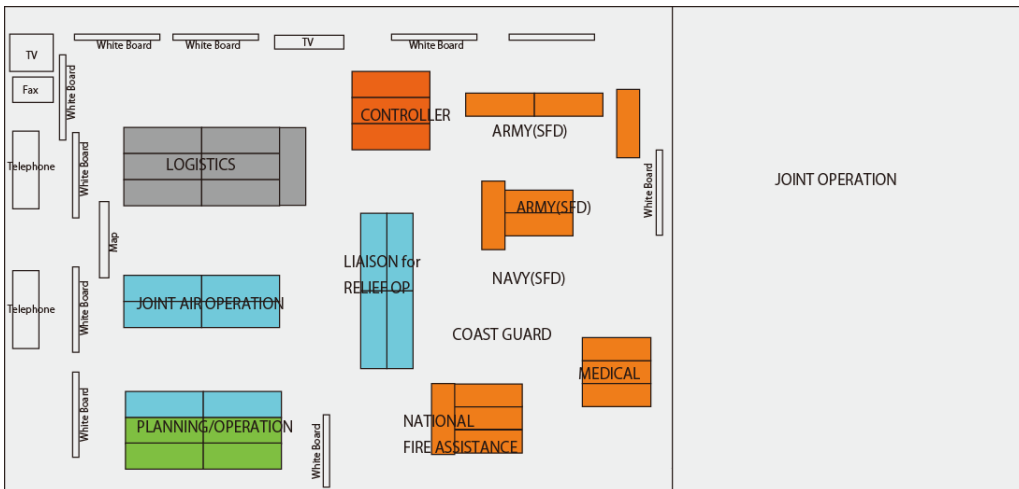 White Board
White Board
TV
White Board
TV
Fax
White Board
CONTROLLER
ARMY(SFD)
Telephone
White Board
LOGISTICS
JOINT OPERATION
White Board
ARMY(SFD)
Map
LIAISON for
RELIEF OP
NAVY(SFD)
Telephone
White Board
JOINT AIR OPERATION
COAST GUARD
MEDICAL
White Board
PLANNING/OPERATION
White Board
NATIONAL
FIRE ASSISTANCE